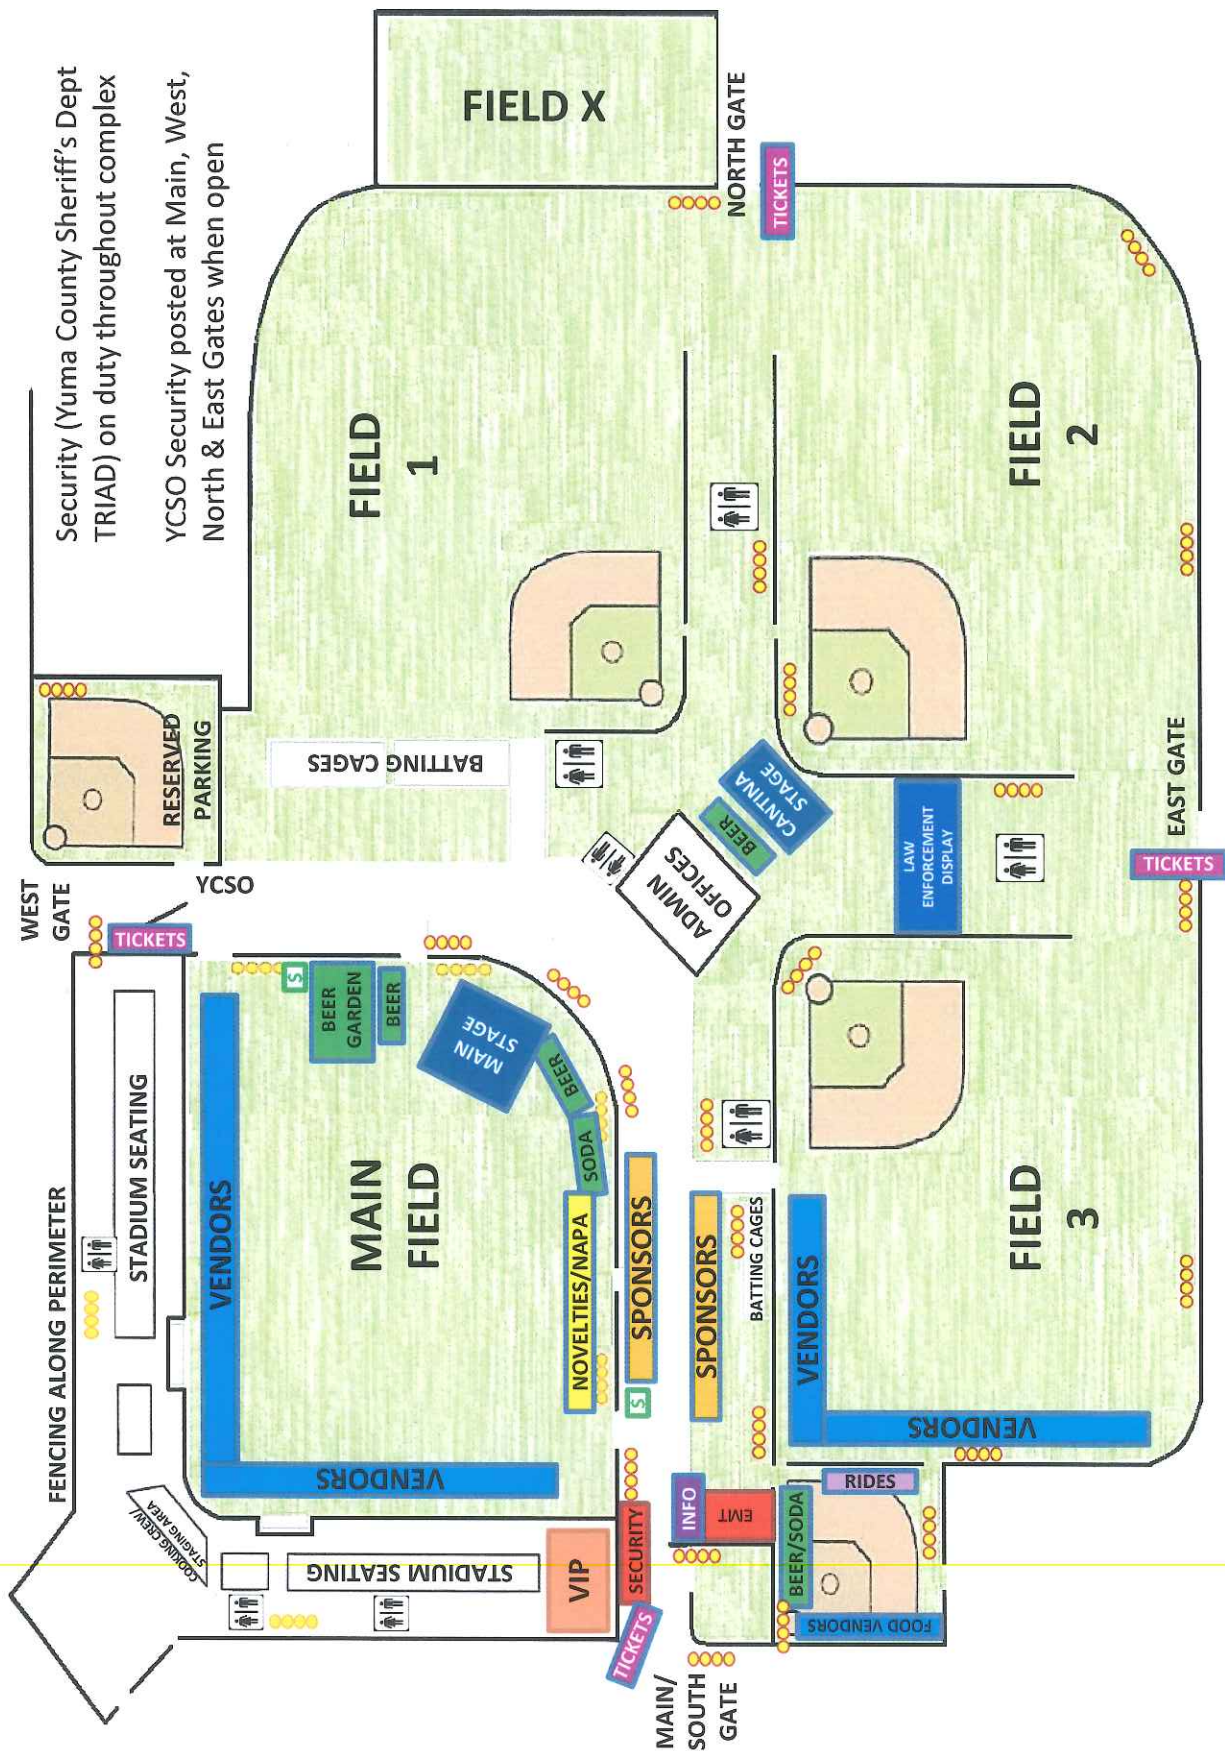 Security (Yuma County Sheriff's Dept
TRIAD) on duty throughout complex
YCSO Security posted at Main, West,
North & East Gates when open
FENCING ALONG PERIMETER
WEST
GATE
TICKETS
YCSO
RESERVED
PARKING
STADIUM SEATING
COOKING CREW/
STAGING AREA
STADIUM SEATING
VIP
VENDORS
VENDORS
MAIN
FIELD
$
BEER
GARDEN
BEER
MAIN
STAGE
BEER
SODA
NOVELTIES/NAPA
SPONSORS
$
SECURITY
TICKETS
MAIN/
SOUTH
GATE
INFO
EMT
SPONSORS
BATTING CAGES
BATTING CAGES
FIELD
1
FIELD X
NORTH GATE
TICKETS
ADMIN
OFFICES
BEER
CANTINA
STAGE
FIELD
2
LAW
ENFORCEMENT
DISPLAY
EAST GATE
TICKETS
FIELD
3
VENDORS
VENDORS
RIDES
BEER/SODA
FOOD VENDORS